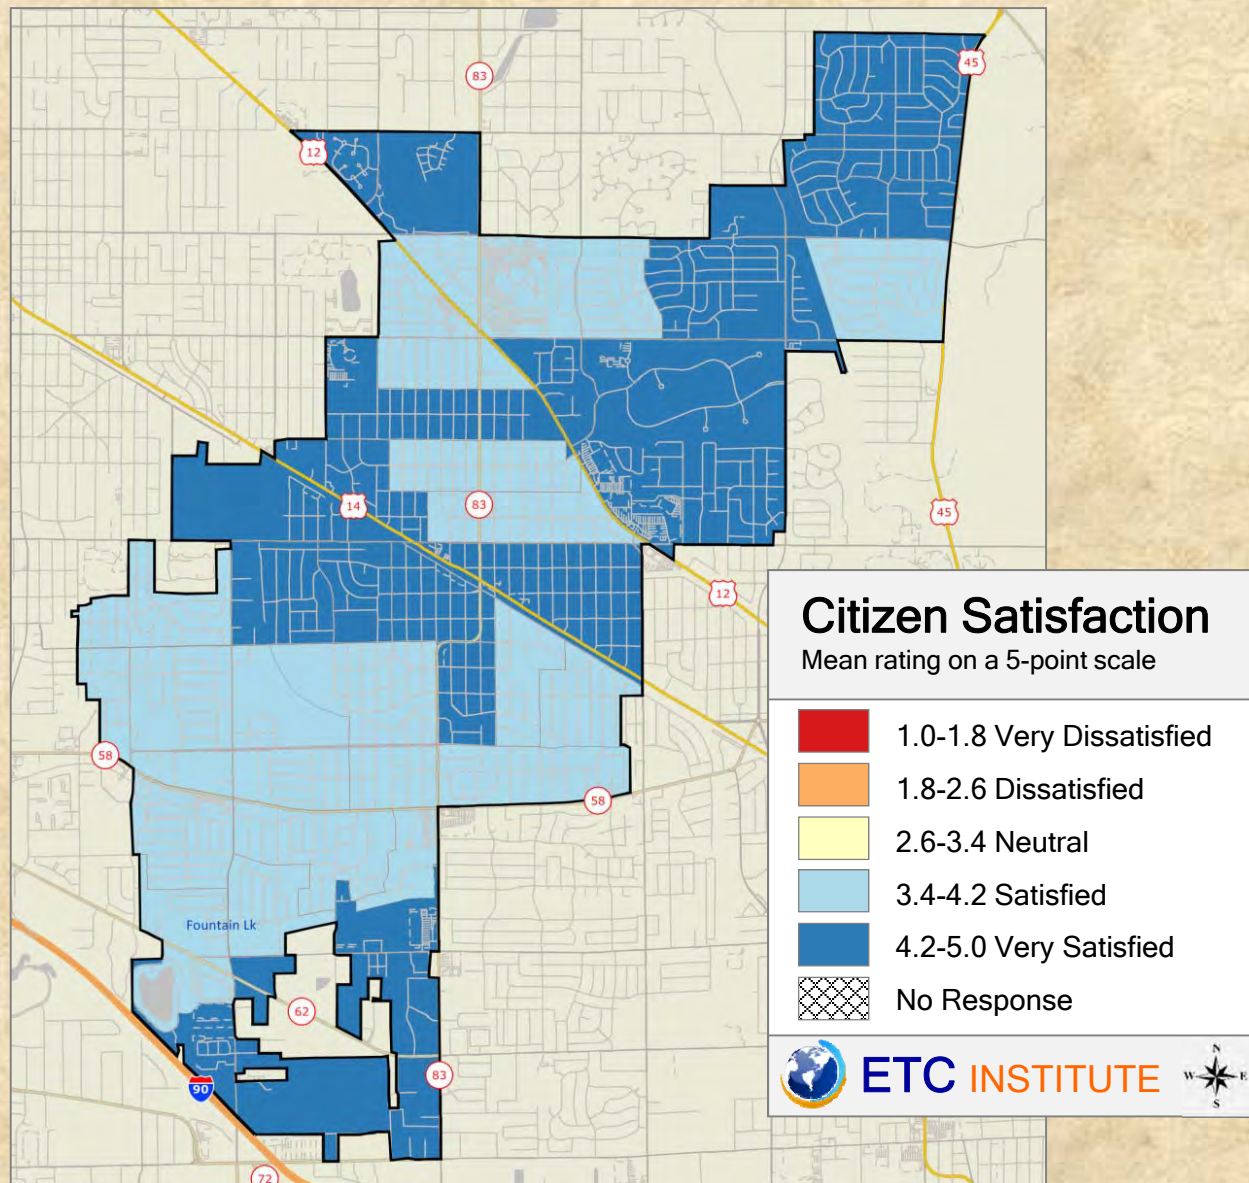 83
45
12
14
83
45
12
58
58
Fountain Lk
62
83
90
72
Citizen Satisfaction
Mean rating on a 5-point scale
1.0-1.8 Very Dissatisfied
1.8-2.6 Dissatisfied
2.6-3.4 Neutral
3.4-4.2 Satisfied
4.2-5.0 Very Satisfied
No Response
ETC INSTITUTE
N
W E
S